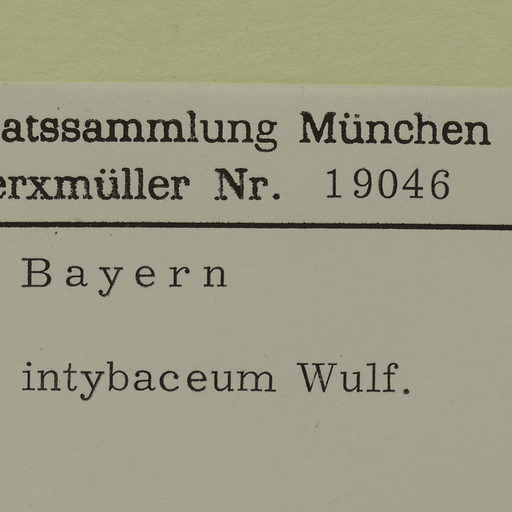 atssammlung München
erxmüller Nr. 19046
Bayern
intybaceum Wulf.